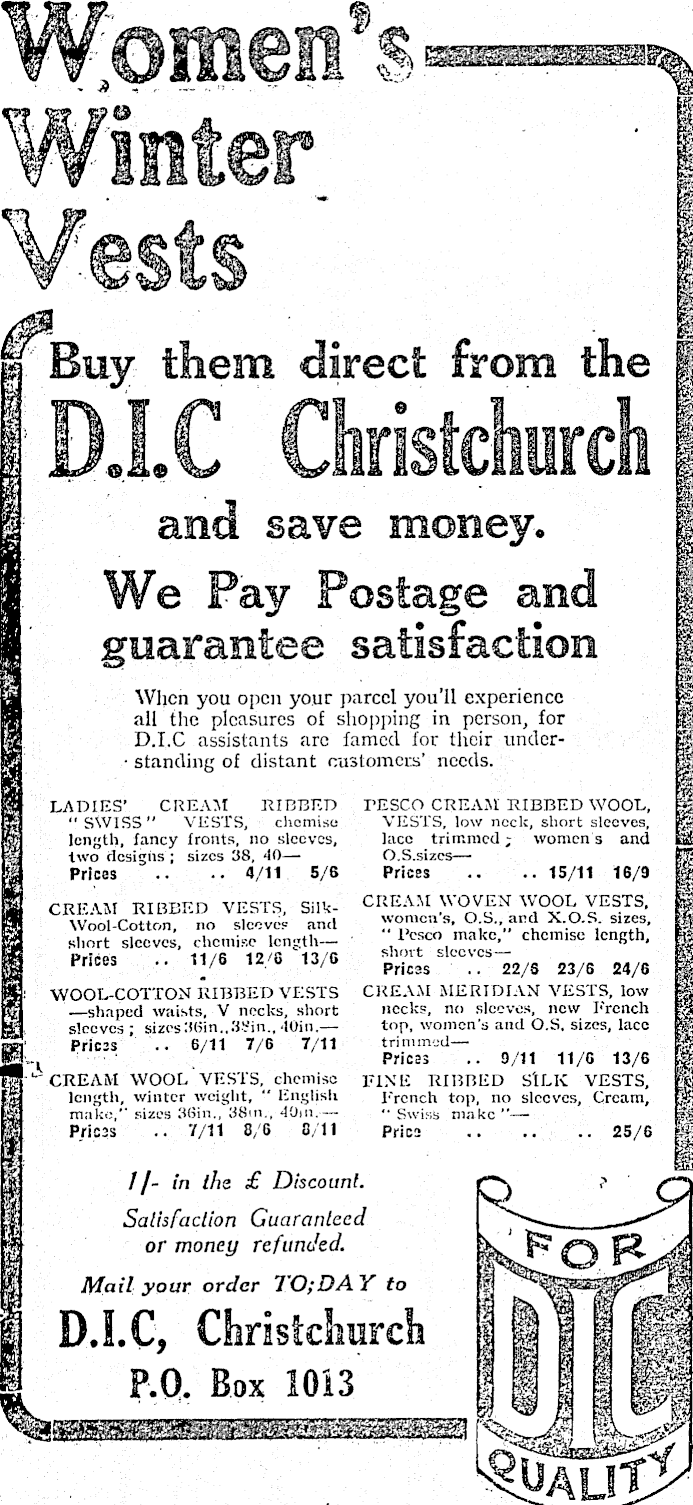 Women's
Winter
Vests
Buy them direct from the
D.I.C Christchurch
and save money.
We Pay Postage and
guarantee satisfaction
When you open your parcel you'll experience
all the pleasures of shopping in person, for
D.I.C assistants are famed for their under-
standing of distant customers' needs.
LADIES' CREAM RIBBED
"SWISS" VESTS, chemise
length, fancy fronts, no sleeves,
two designs; sizes 38, 40—
Prices .. .. 4/11 5/6
CREAM RIBBED VESTS, Silk-
Wool-Cotton, no sleeves and
short sleeves, chemise length—
Prices .. 11/6 12/6 13/6
WOOL-COTTON RIBBED VESTS
—shaped waists, V necks, short
sleeves; sizes 36in., 38in., 40in.—
Prices .. 6/11 7/6 7/11
CREAM WOOL VESTS, chemise
length, winter weight, "English
make," sizes 36in., 38in., 40in.—
Prices .. 7/11 8/6 8/11
PESCO CREAM RIBBED WOOL,
VESTS, low neck, short sleeves,
lace trimmed; women's and
O.S.sizes—
Prices .. .. 15/11 16/9
CREAM WOVEN WOOL VESTS,
women's, O.S., and X.O.S. sizes,
"Pesco make," chemise length,
short sleeves—
Prices .. 22/6 23/6 24/6
CREAM MERIDIAN VESTS, low
necks, no sleeves, new French
top, women's and O.S. sizes, lace
trimmed—
Prices .. 9/11 11/6 13/6
FINE RIBBED SILK VESTS,
French top, no sleeves, Cream,
"Swiss make"—
Price .. .. .. 25/6
1/- in the £ Discount.
Satisfaction Guaranteed
or money refunded.
Mail your order TO;DAY to
D.I.C, Christchurch
P.O. Box 1013
FOR
DIC
QUALITY